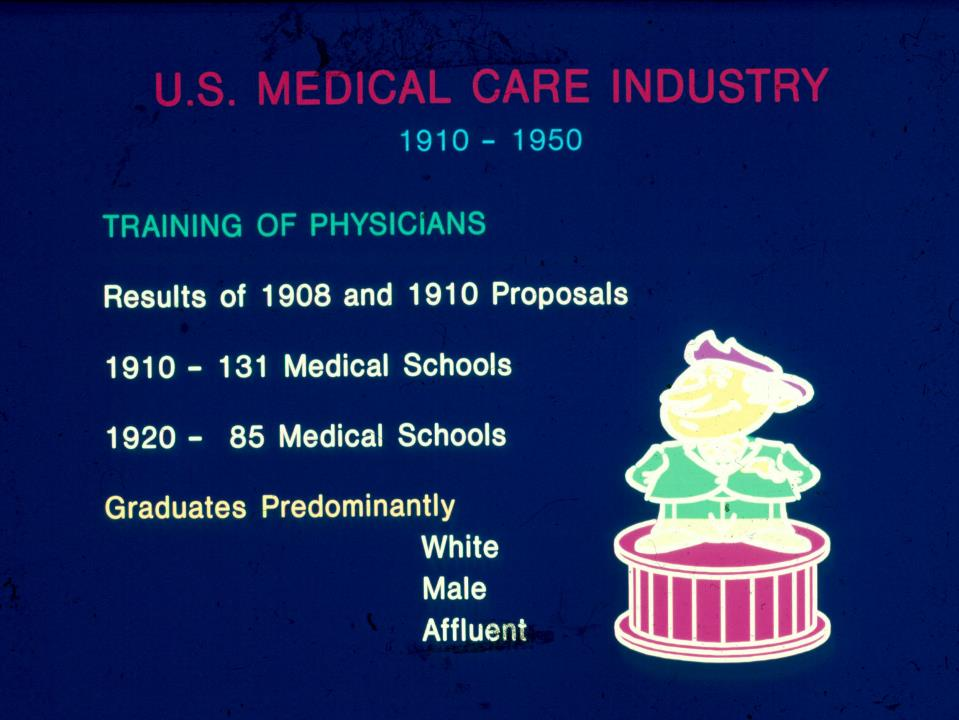 U.S. MEDICAL CARE INDUSTRY
1910 - 1950
TRAINING OF PHYSICIANS
Results of 1908 and 1910 Proposals
1910 - 131 Medical Schools
1920 - 85 Medical Schools
Graduates Predominantly
White
Male
Affluent